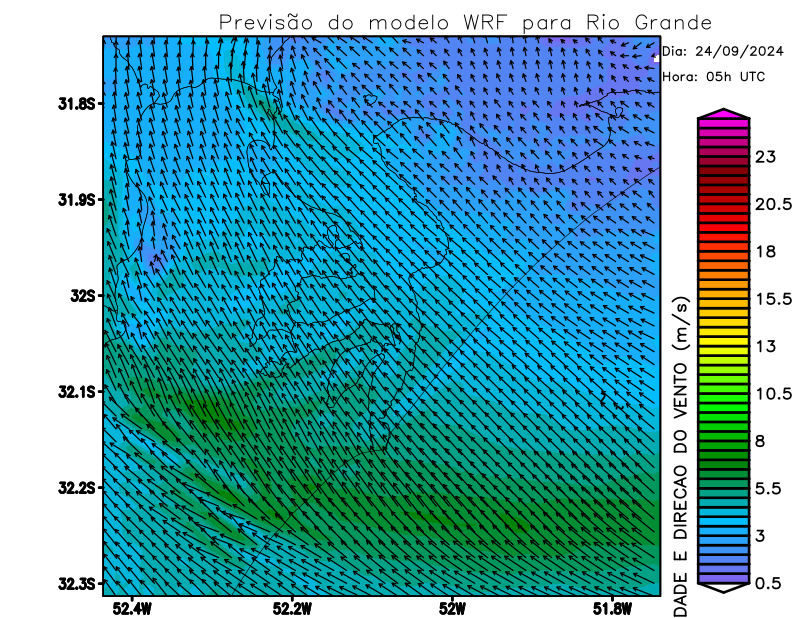 Previsão do modelo WRF para Rio Grande
Dia: 24/09/2024
Hora: 05h UTC
31.8S
31.9S
32S
32.1S
32.2S
32.3S
52.4W
52.2W
52W
51.8W
DADE E DIRECAO DO VENTO (m/s)
23
20.5
18
15.5
13
10.5
8
5.5
3
0.5